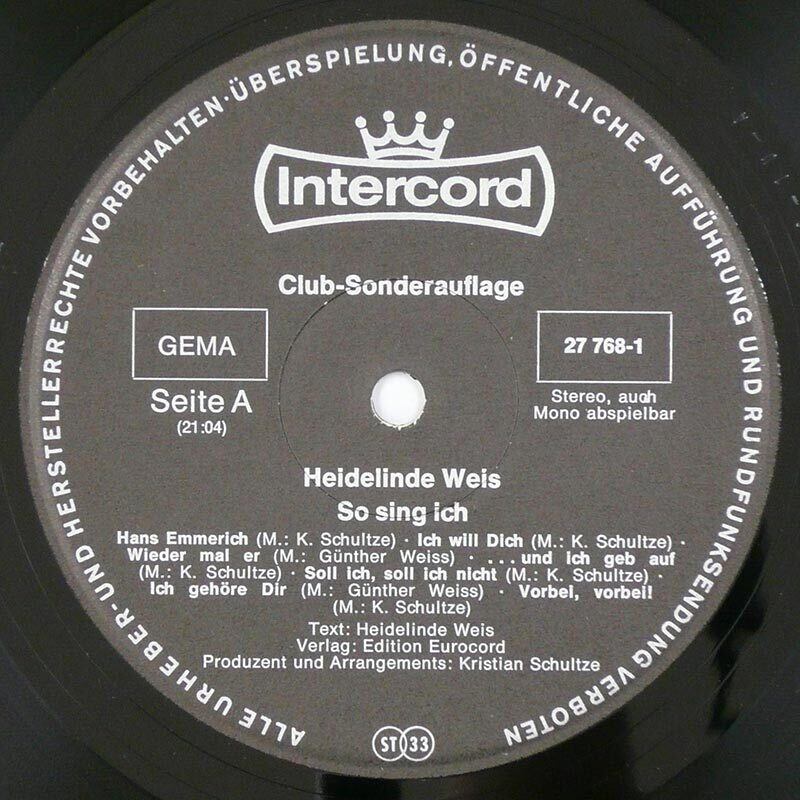 ALLE URHEBER- UND HERSTELLERRECHTE VORBEHALTEN · ÜBERSPIELUNG, ÖFFENTLICHE AUFFÜHRUNG UND RUNDFUNKSENDUNG VERBOTEN
Intercord
Club-Sonderauflage
GEMA
27 768-1
Seite A
(21:04)
Stereo, auch
Mono abspielbar
Heidelinde Weis
So sing ich
Hans Emmerich (M.: K. Schultze) · Ich will Dich (M.: K. Schultze) ·
Wieder mal er (M.: Günther Weiss) · ...und ich geb auf
(M.: K. Schultze) · Soll ich, soll ich nicht (M.: K. Schultze) ·
Ich gehöre Dir (M.: Günther Weiss) · Vorbei, vorbei!
(M.: K. Schultze)
Text: Heidelinde Weis
Verlag: Edition Eurocord
Produzent und Arrangements: Kristian Schultze
ST 33